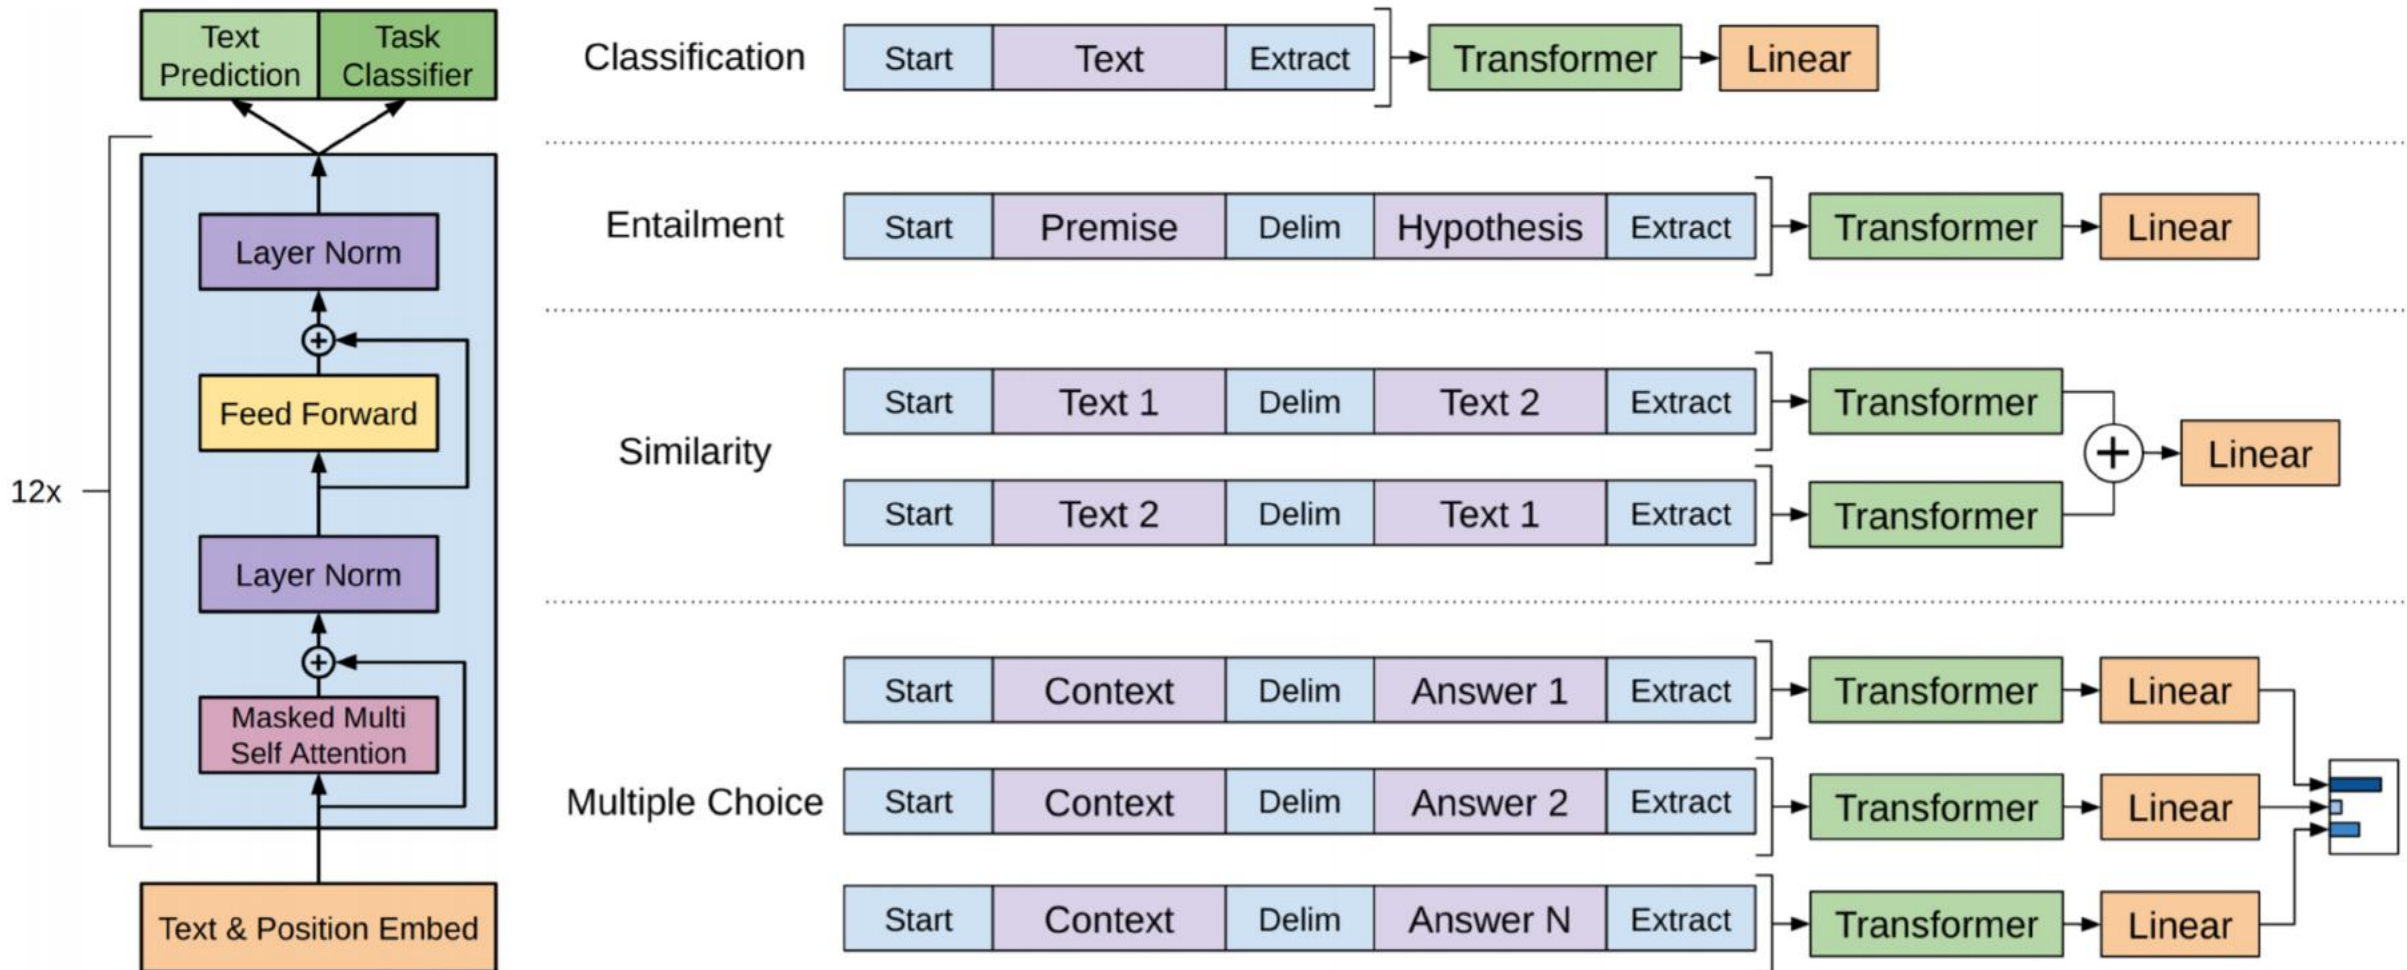 Text
Prediction
Task
Classifier
12x
Layer Norm
Feed Forward
Layer Norm
Masked Multi
Self Attention
Text & Position Embed
Classification
Start Text Extract Transformer Linear
Entailment
Start Premise Delim Hypothesis Extract Transformer Linear
Similarity
Start Text 1 Delim Text 2 Extract Transformer
Linear
Start Text 2 Delim Text 1 Extract Transformer
Multiple Choice
Start Context Delim Answer 1 Extract Transformer Linear
Start Context Delim Answer 2 Extract Transformer Linear
Start Context Delim Answer N Extract Transformer Linear